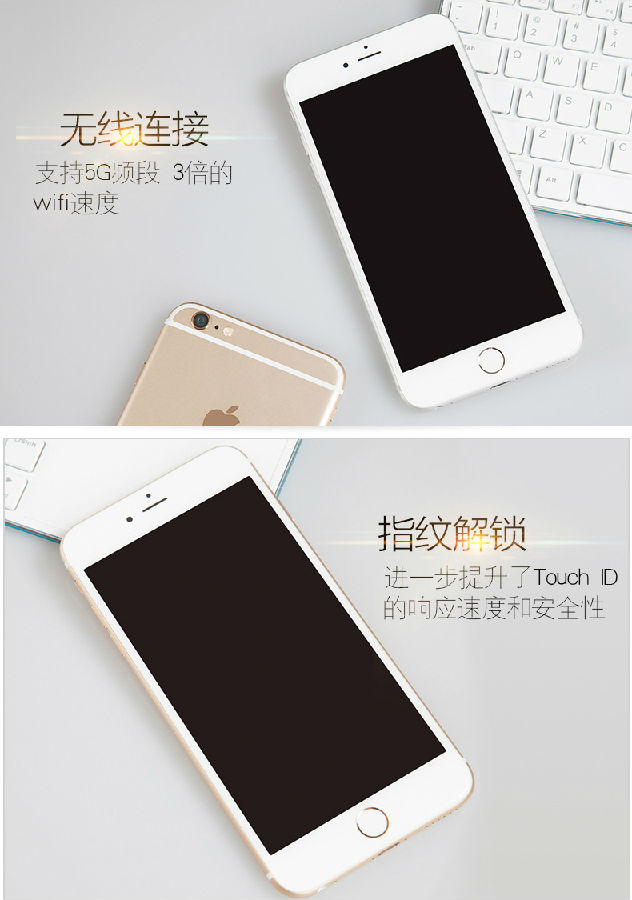 无线连接
支持5G频段 3倍的
wifi速度
指纹解锁
进一步提升了Touch ID
的响应速度和安全性